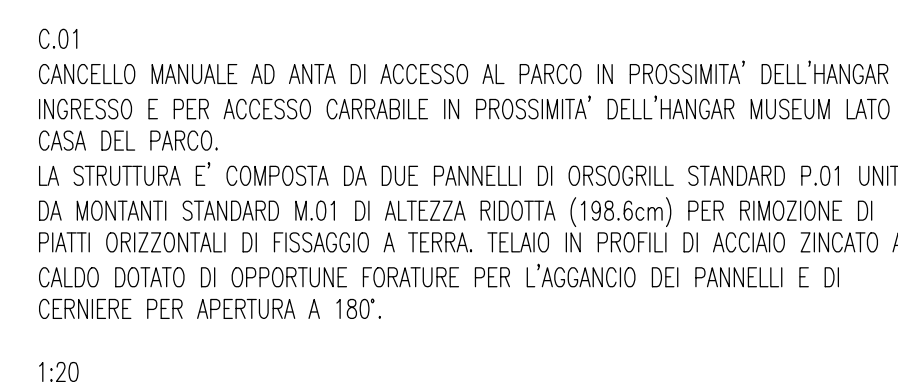 C.01
CANCELLO MANUALE AD ANTA DI ACCESSO AL PARCO IN PROSSIMITA' DELL'HANGAR
INGRESSO E PER ACCESSO CARRABILE IN PROSSIMITA' DELL'HANGAR MUSEUM LATO
CASA DEL PARCO.
LA STRUTTURA E' COMPOSTA DA DUE PANNELLI DI ORSOGRILL STANDARD P.01 UNIT
DA MONTANTI STANDARD M.01 DI ALTEZZA RIDOTTA (198.6cm) PER RIMOZIONE DI
PIATTI ORIZZONTALI DI FISSAGGIO A TERRA. TELAIO IN PROFILI DI ACCIAIO ZINCATO A
CALDO DOTATO DI OPPORTUNE FORATURE PER L'AGGANCIO DEI PANNELLI E DI
CERNIERE PER APERTURA A 180°.
1:20